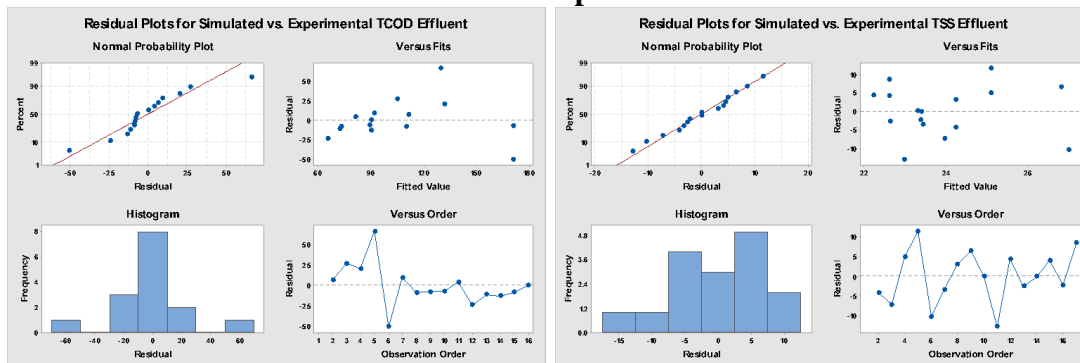 Residual Plots for Simulated vs. Experimental TCOD Effluent
Normal Probability Plot
99
90
50
10
1
Percent
-50
0
50
Residual
Versus Fits
50
25
0
-25
-50
Residual
60
90
120
150
180
Fitted Value
Histogram
8
6
4
2
0
Frequency
-60
-40
-20
0
20
40
60
Residual
Versus Order
50
25
0
-25
-50
Residual
1 2 3 4 5 6 7 8 9 10 11 12 13 14 15 16
Observation Order
Residual Plots for Simulated vs. Experimental TSS Effluent
Normal Probability Plot
99
90
50
10
1
Percent
-20
-10
0
10
20
Residual
Versus Fits
10
5
0
-5
-10
Residual
22
24
26
Fitted Value
Histogram
4.8
3.6
2.4
1.2
0.0
Frequency
-15
-10
-5
0
5
10
Residual
Versus Order
10
5
0
-5
-10
Residual
2
4
6
8
10
12
14
16
Observation Order